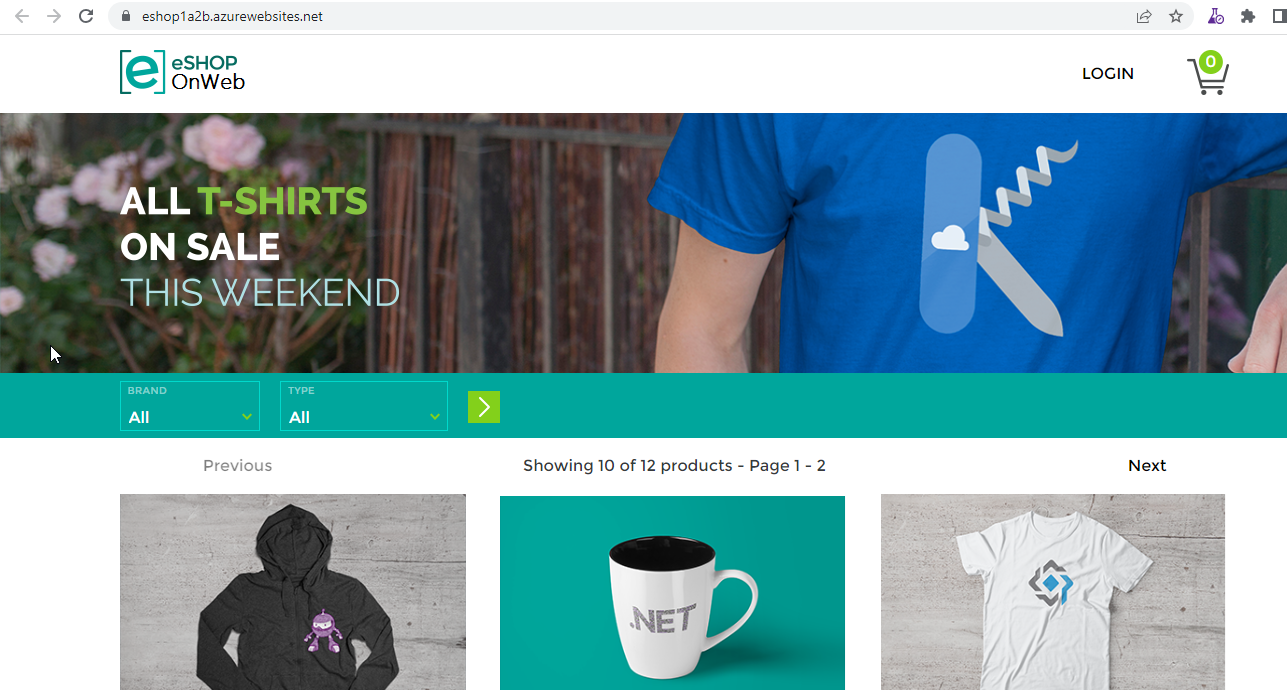 eshop1a2b.azurewebsites.net
[e] eSHOP
OnWeb
LOGIN
0
ALL T-SHIRTS
ON SALE
THIS WEEKEND
BRAND
All
TYPE
All
Previous
Showing 10 of 12 products - Page 1 - 2
Next
.NET